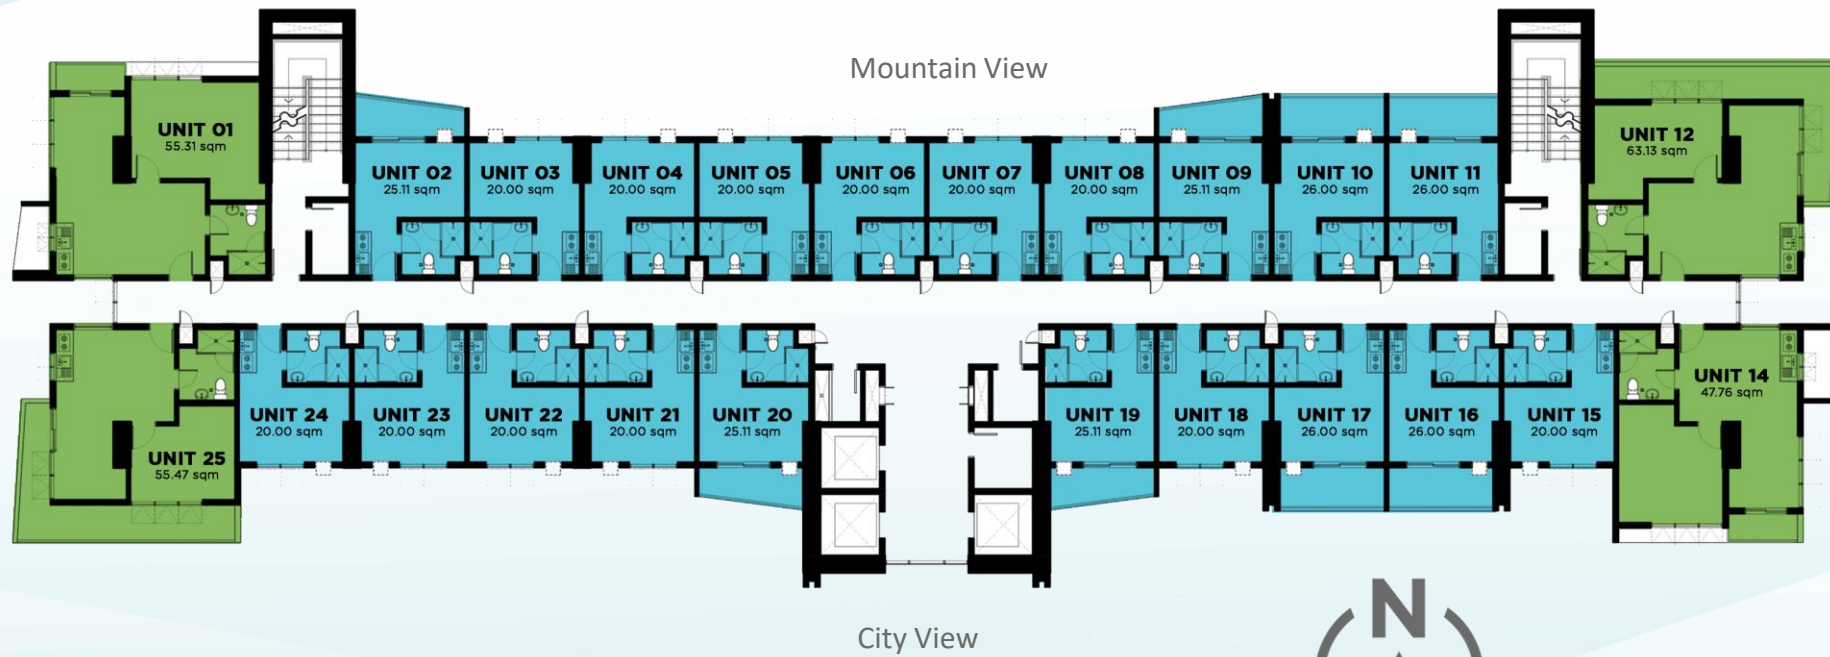 Mountain View
UNIT 01
55.31 sqm
UNIT 02
25.11 sqm
UNIT 03
20.00 sqm
UNIT 04
20.00 sqm
UNIT 05
20.00 sqm
UNIT 06
20.00 sqm
UNIT 07
20.00 sqm
UNIT 08
20.00 sqm
UNIT 09
25.11 sqm
UNIT 10
26.00 sqm
UNIT 11
26.00 sqm
UNIT 12
63.13 sqm
UNIT 25
55.47 sqm
UNIT 24
20.00 sqm
UNIT 23
20.00 sqm
UNIT 22
20.00 sqm
UNIT 21
20.00 sqm
UNIT 20
25.11 sqm
UNIT 19
25.11 sqm
UNIT 18
20.00 sqm
UNIT 17
26.00 sqm
UNIT 16
26.00 sqm
UNIT 15
20.00 sqm
UNIT 14
47.76 sqm
N
City View